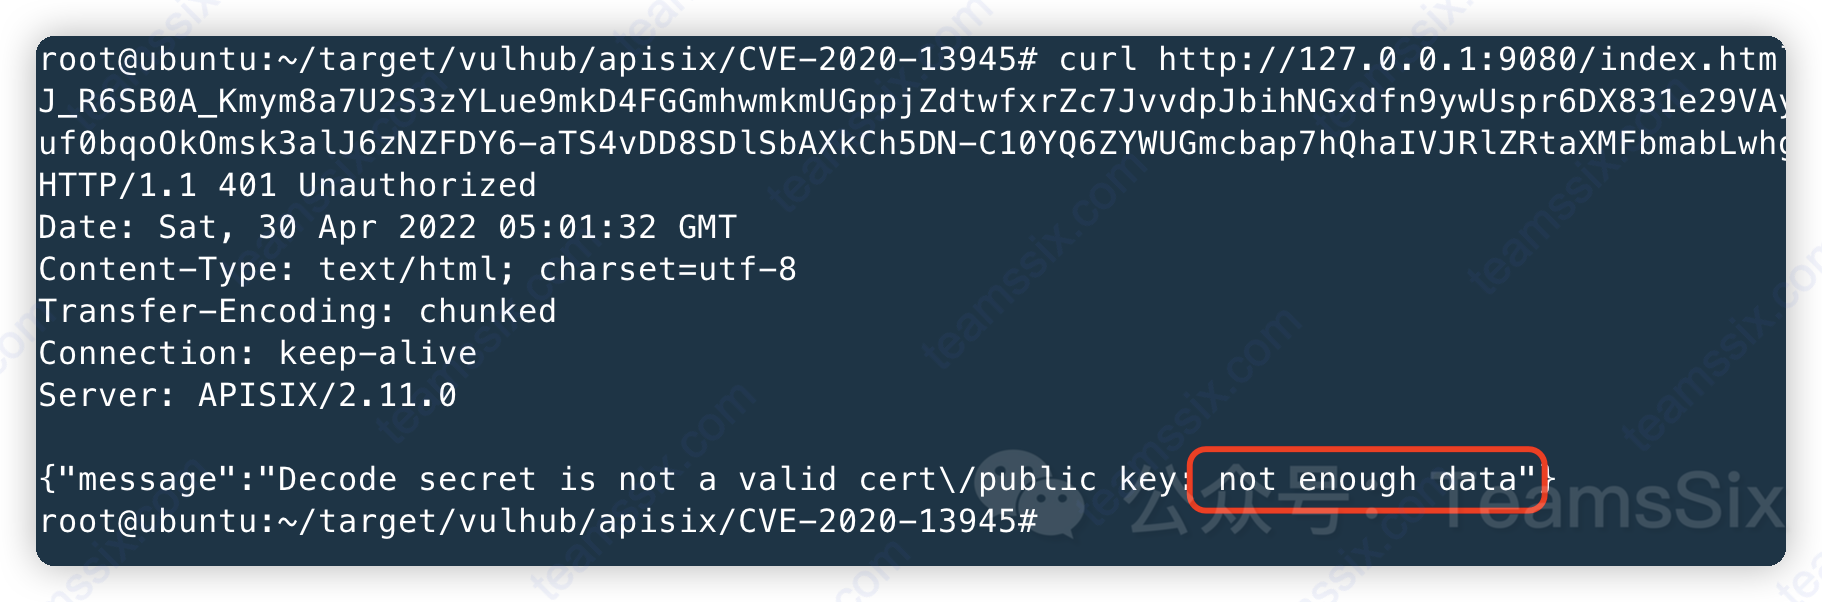 root@ubuntu:~/target/vulhub/apisix/CVE-2020-13945# curl http://127.0.0.1:9080/index.htm
J_R6SB0A_Kmym8a7U2S3zYLue9mkD4FGGmhwmkmUGppjZdtwfxrZc7JvvdpJbihNGxdfn9ywUspr6DX831e29VAy
uf0bqoOkOmsk3alJ6zNZFDY6-aTS4vDD8SDlSbAXkCh5DN-C10YQ6ZYWUGmcbap7hQhaIVJRlZRtaXMFbmabLwhg
HTTP/1.1 401 Unauthorized
Date: Sat, 30 Apr 2022 05:01:32 GMT
Content-Type: text/html; charset=utf-8
Transfer-Encoding: chunked
Connection: keep-alive
Server: APISIX/2.11.0
{"message":"Decode secret is not a valid cert\/public key: not enough data"}
root@ubuntu:~/target/vulhub/apisix/CVE-2020-13945#
公众号: TeamsSix
teamssix.com